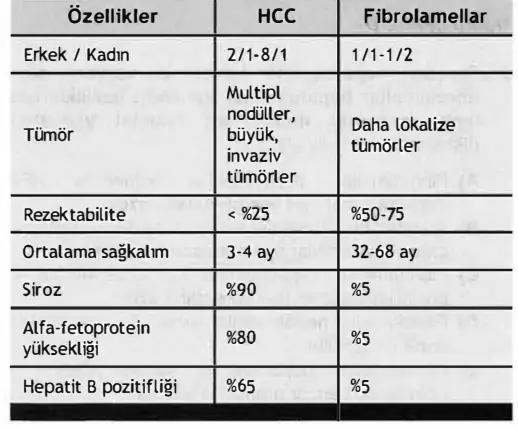 Özellikler HCC Fibrolamellar
Erkek / Kadın 2/1-8/1 1/1-1/2
Tümör Multipl nodüller, büyük, invaziv tümörler Daha lokalize tümörler
Rezektabilite < %25 %50-75
Ortalama sağkalım 3-4 ay 32-68 ay
Siroz %90 %5
Alfa-fetoprotein yüksekliği %80 %5
Hepatit B pozitifliği %65 %5